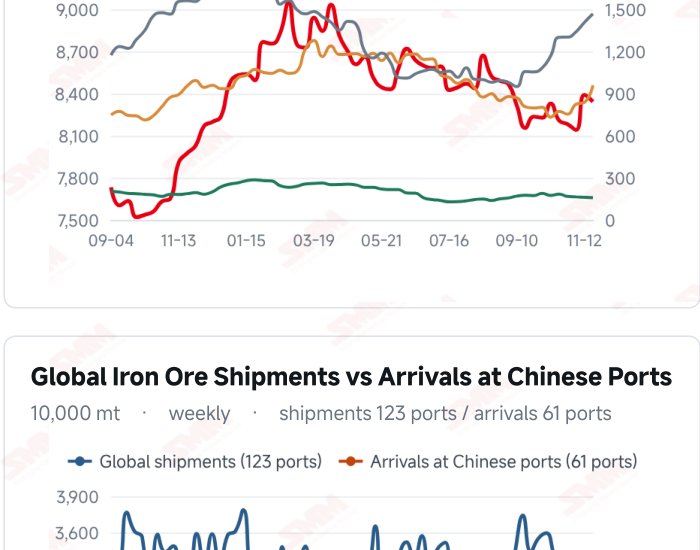 9,000 1,500
8,700 1,200
8,400 900
8,100 600
7,800 300
7,500 0
09-04 11-13 01-15 03-19 05-21 07-16 09-10 11-12
Global Iron Ore Shipments vs Arrivals at Chinese Ports
10,000 mt · weekly · shipments 123 ports / arrivals 61 ports
Global shipments (123 ports) Arrivals at Chinese ports (61 ports)
3,900
3,600
SMM